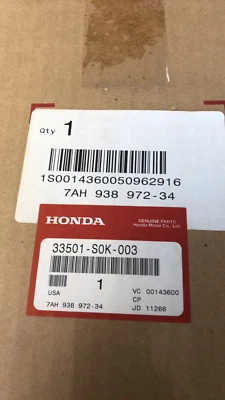 Qty 1
1S0014360050962916
7AH 938 972-34
HONDA
GENUINE PARTS
Honda Motor Co., Ltd.
33501-S0K-003
1
USA
VC 00143600
CP
7AH 938 972-34
JD 11266